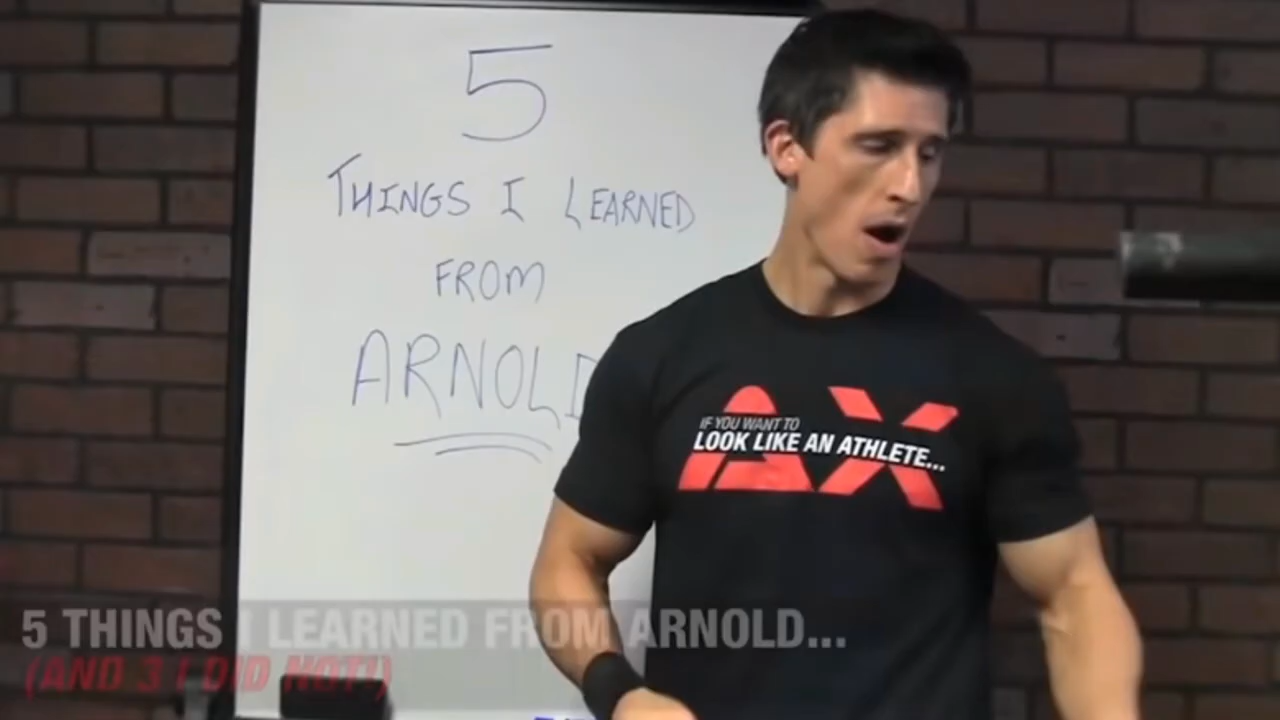 5
THINGS I LEARNED
FROM
ARNOLD
AX
IF YOU WANT TO
LOOK LIKE AN ATHLETE...
5 THINGS I LEARNED FROM ARNOLD...
(AND 3 I DID NOT!)